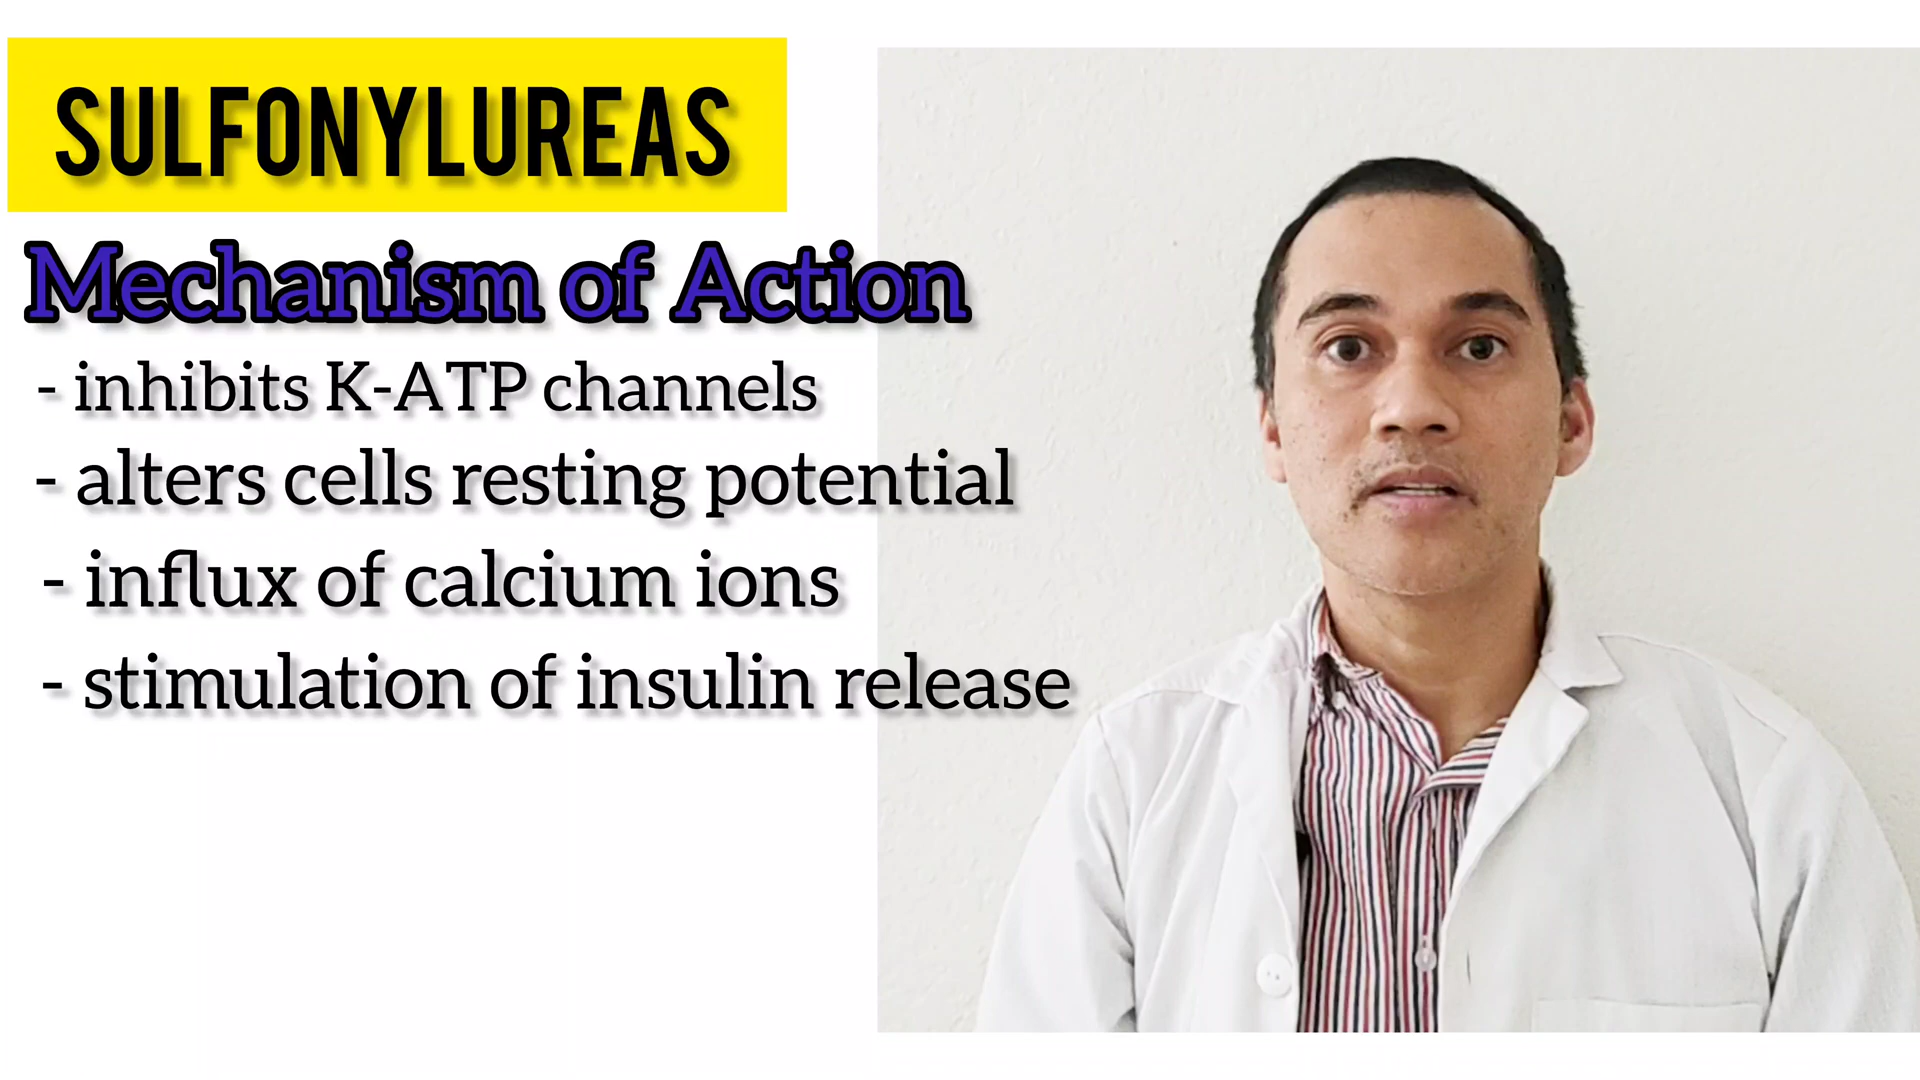 SULFONYLUREAS
Mechanism of Action
- inhibits K-ATP channels
- alters cells resting potential
- influx of calcium ions
- stimulation of insulin release